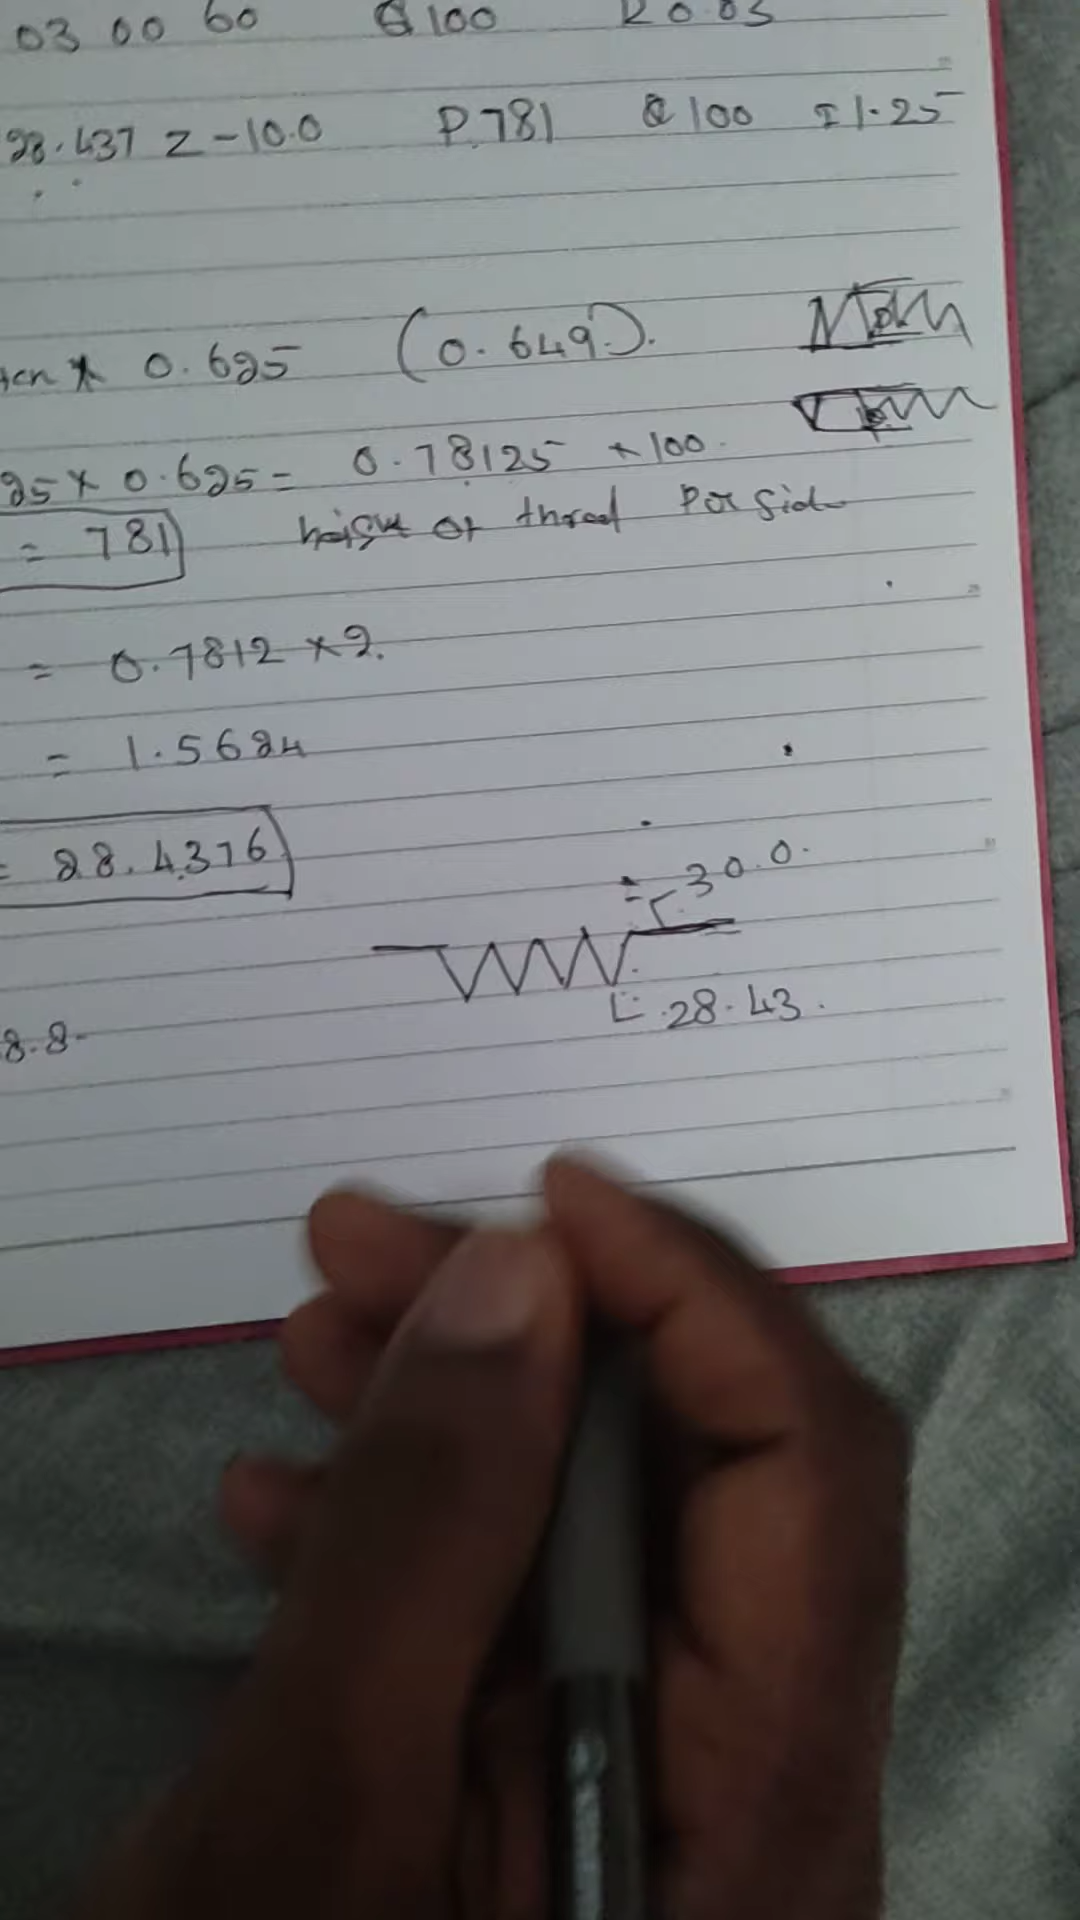 03 00 60 Q100 R0.05
28.437 Z-10.0 P.781 Q100 F1.25
0.625 (0.649).
25 x 0.625 = 0.78125 x 100.
= 781 height of thread Per Side
= 0.7812 x 2.
= 1.5624
= 28.4376
30.0.
28.43.
8.8-